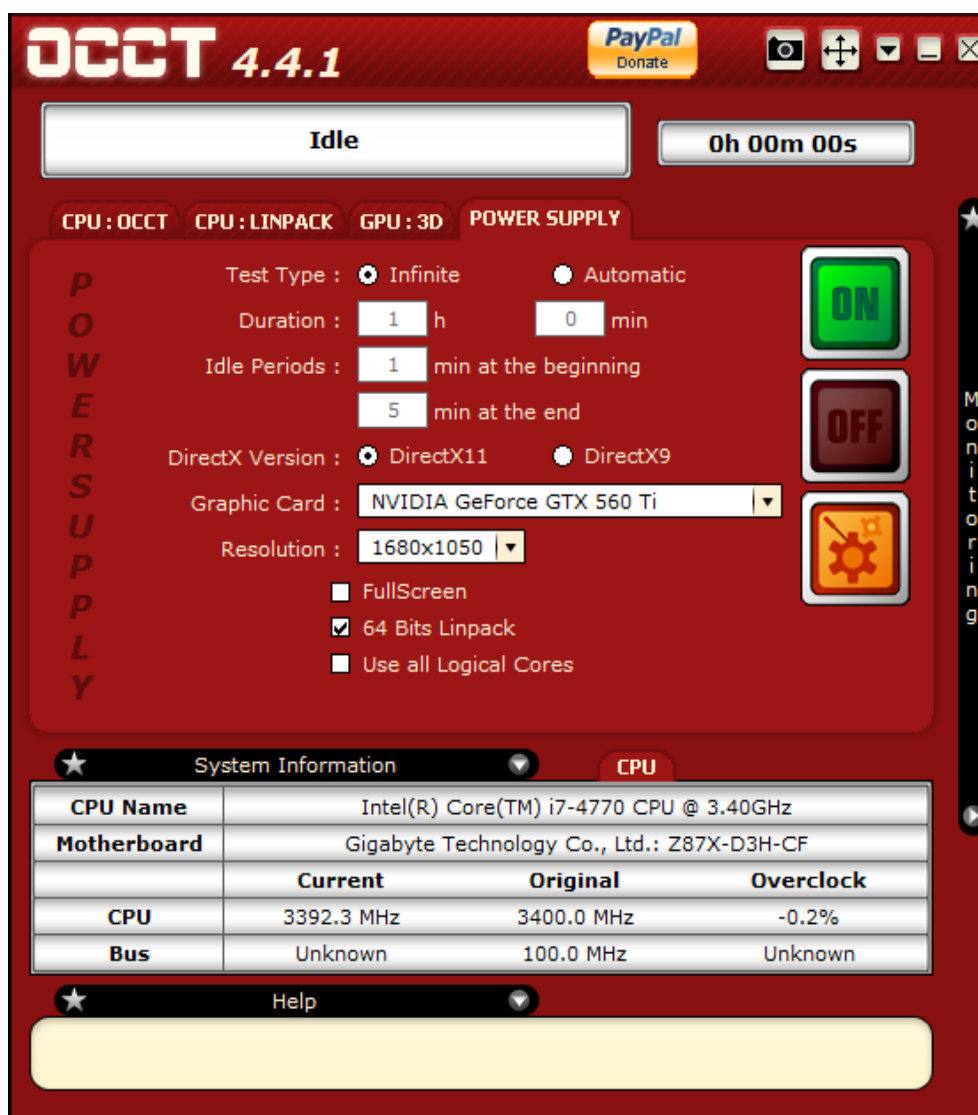 OCCT 4.4.1
PayPal
Donate
Idle
0h 00m 00s
CPU : OCCT CPU : LINPACK GPU : 3D POWER SUPPLY
POWERSUPPLY
Test Type : Infinite Automatic
ON
Duration : 1 h 0 min
Idle Periods : 1 min at the beginning
5 min at the end
OFF
DirectX Version : DirectX11 DirectX9
Graphic Card : NVIDIA GeForce GTX 560 Ti
Resolution : 1680x1050
FullScreen
64 Bits Linpack
Use all Logical Cores
Monitoring
System Information CPU
CPU Name Intel(R) Core(TM) i7-4770 CPU @ 3.40GHz
Motherboard Gigabyte Technology Co., Ltd.: Z87X-D3H-CF
Current Original Overclock
CPU 3392.3 MHz 3400.0 MHz -0.2%
Bus Unknown 100.0 MHz Unknown
Help